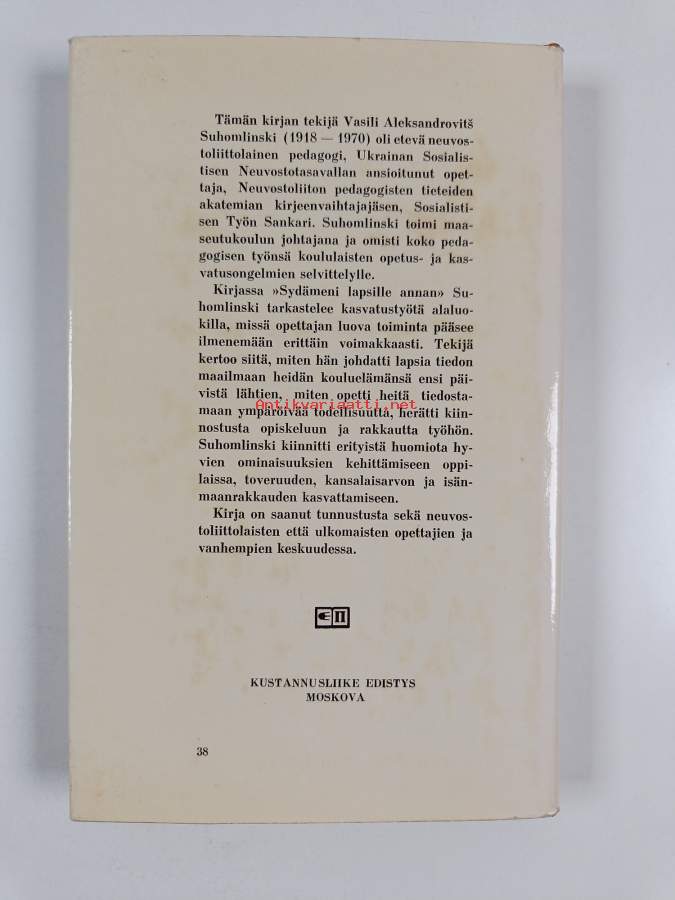 Tämän kirjan tekijä Vasili Aleksandrovitš
Suhomlinski (1918 — 1970) oli etevä neuvos-
toliittolainen pedagogi, Ukrainan Sosialis-
tisen Neuvostotasavallan ansioitunut opet-
taja, Neuvostoliiton pedagogisten tieteiden
akatemian kirjeenvaihtajajäsen, Sosialisti-
sen Työn Sankari. Suhomlinski toimi maa-
seutukoulun johtajana ja omisti koko peda-
gogisen työnsä koululaisten opetus- ja kas-
vatusongelmien selvittelylle.
Kirjassa »Sydämeni lapsille annan» Su-
homlinski tarkastelee kasvatustyötä alaluo-
killa, missä opettajan luova toiminta pääsee
ilmenemään erittäin voimakkaasti. Tekijä
kertoo siitä, miten hän johdatti lapsia tiedon
maailmaan heidän kouluelämänsä ensi päi-
vistä lähtien, miten opetti heitä tiedosta-
Antikvariaatti.net
maan ympäröivää todellisuutta, herätti kiin-
nostusta opiskeluun ja rakkautta työhön.
Suhomlinski kiinnitti erityistä huomiota hy-
vien ominaisuuksien kehittämiseen oppi-
laissa, toveruuden, kansalaisarvon ja isän-
maanrakkauden kasvattamiseen.
Kirja on saanut tunnustusta sekä neuvos-
toliittolaisten että ulkomaisten opettajien ja
vanhempien keskuudessa.
KUSTANNUSLIIKE EDISTYS
MOSKOVA
38